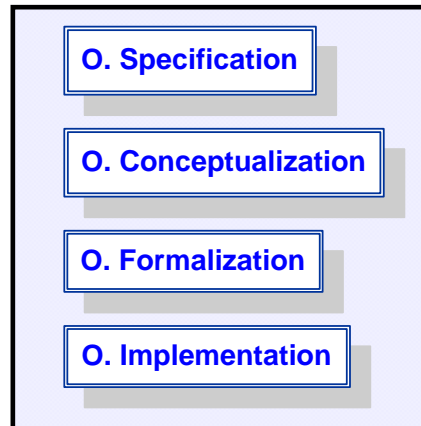 O. Specification
O. Conceptualization
O. Formalization
O. Implementation